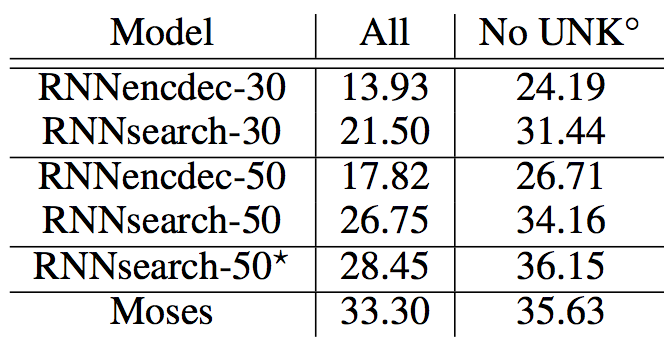 Model All No UNK°
RNNencdec-30 13.93 24.19
RNNsearch-30 21.50 31.44
RNNencdec-50 17.82 26.71
RNNsearch-50 26.75 34.16
RNNsearch-50⋆ 28.45 36.15
Moses 33.30 35.63